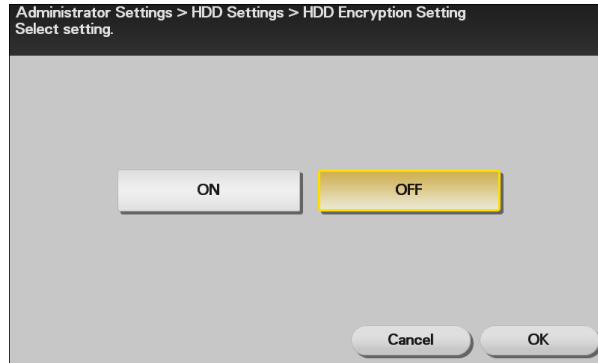 Administrator Settings > HDD Settings > HDD Encryption Setting
Select setting.
ON
OFF
Cancel
OK